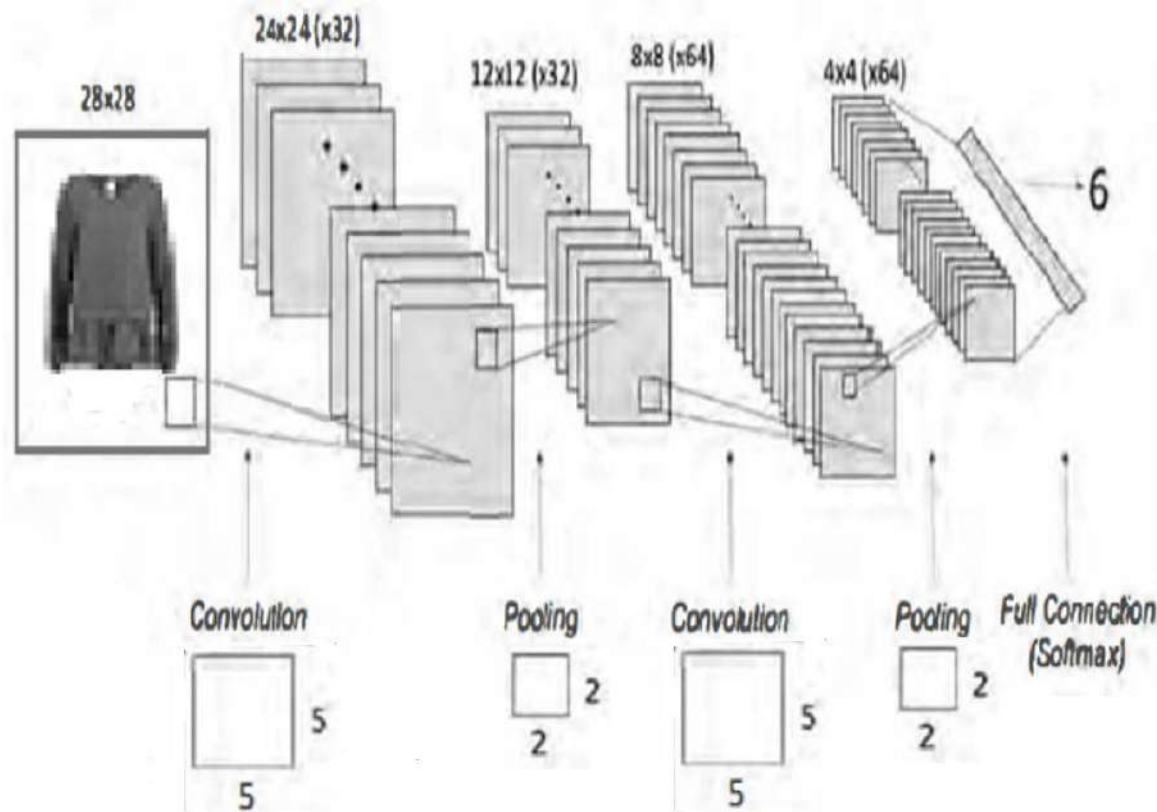 28x28
24x24 (x32)
12x12 (x32)
8x8 (x64)
4x4 (x64)
6
Convolution
Pooling
Convolution
Pooling
Full Connection
(Softmax)
5
5
2
2
5
5
2
2